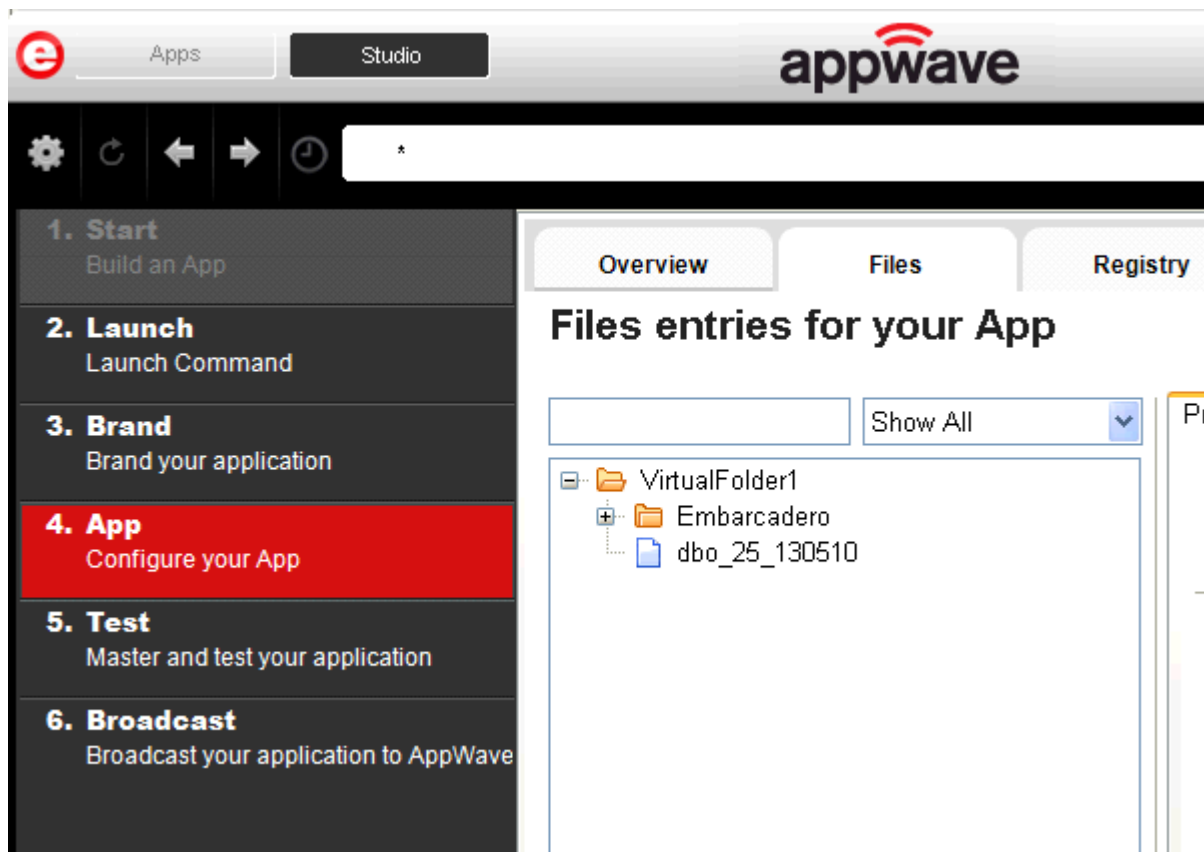 e Apps Studio appwave
*
1. Start
Build an App
2. Launch
Launch Command
3. Brand
Brand your application
4. App
Configure your App
5. Test
Master and test your application
6. Broadcast
Broadcast your application to AppWave
Overview Files Registry
Files entries for your App
Show All
VirtualFolder1
Embarcadero
dbo_25_130510